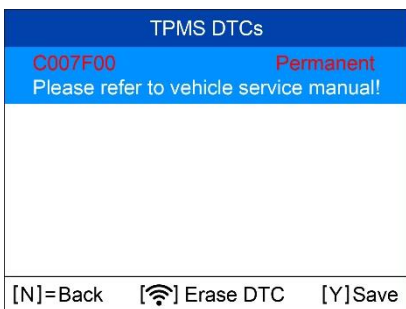 TPMS DTCs
C007F00 Permanent
Please refer to vehicle service manual!
[N]=Back [] Erase DTC [Y]Save